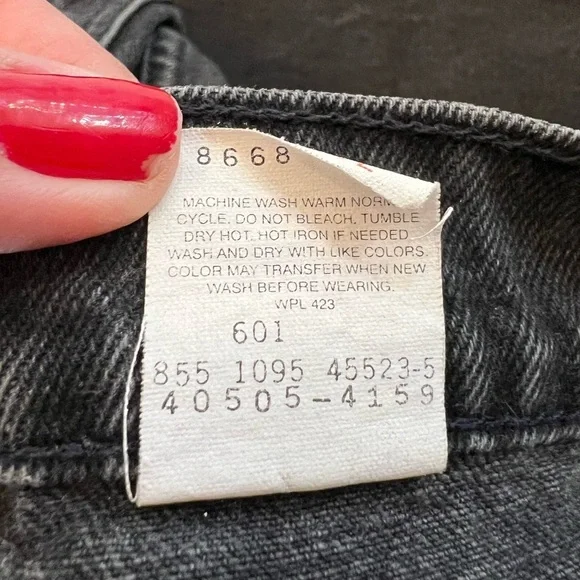 8668
MACHINE WASH WARM
CYCLE. DO NOT BLEACH. TUMBLE
DRY HOT. HOT IRON IF NEEDED.
WASH AND DRY WITH LIKE COLORS.
COLOR MAY TRANSFER WHEN NEW
WASH BEFORE WEARING.
WPL 423
601
855 1095 45523-5
40505-4159